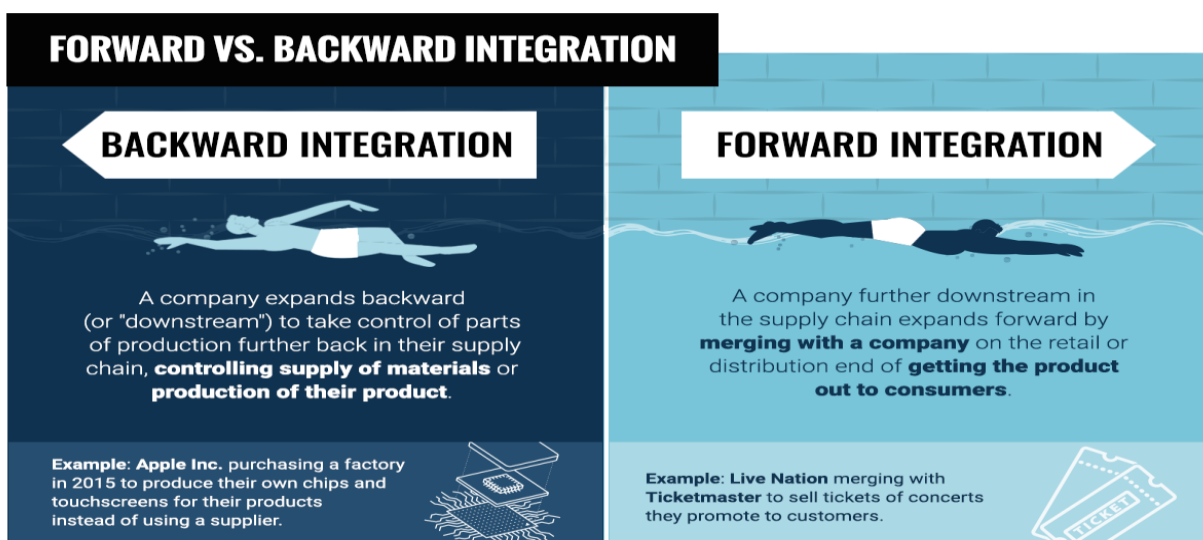 FORWARD VS. BACKWARD INTEGRATION
BACKWARD INTEGRATION
A company expands backward
(or "downstream") to take control of parts
of production further back in their supply
chain, controlling supply of materials or
production of their product.
Example: Apple Inc. purchasing a factory
in 2015 to produce their own chips and
touchscreens for their products
instead of using a supplier.
FORWARD INTEGRATION
A company further downstream in
the supply chain expands forward by
merging with a company on the retail or
distribution end of getting the product
out to consumers.
Example: Live Nation merging with
Ticketmaster to sell tickets of concerts
they promote to customers.
TICKET